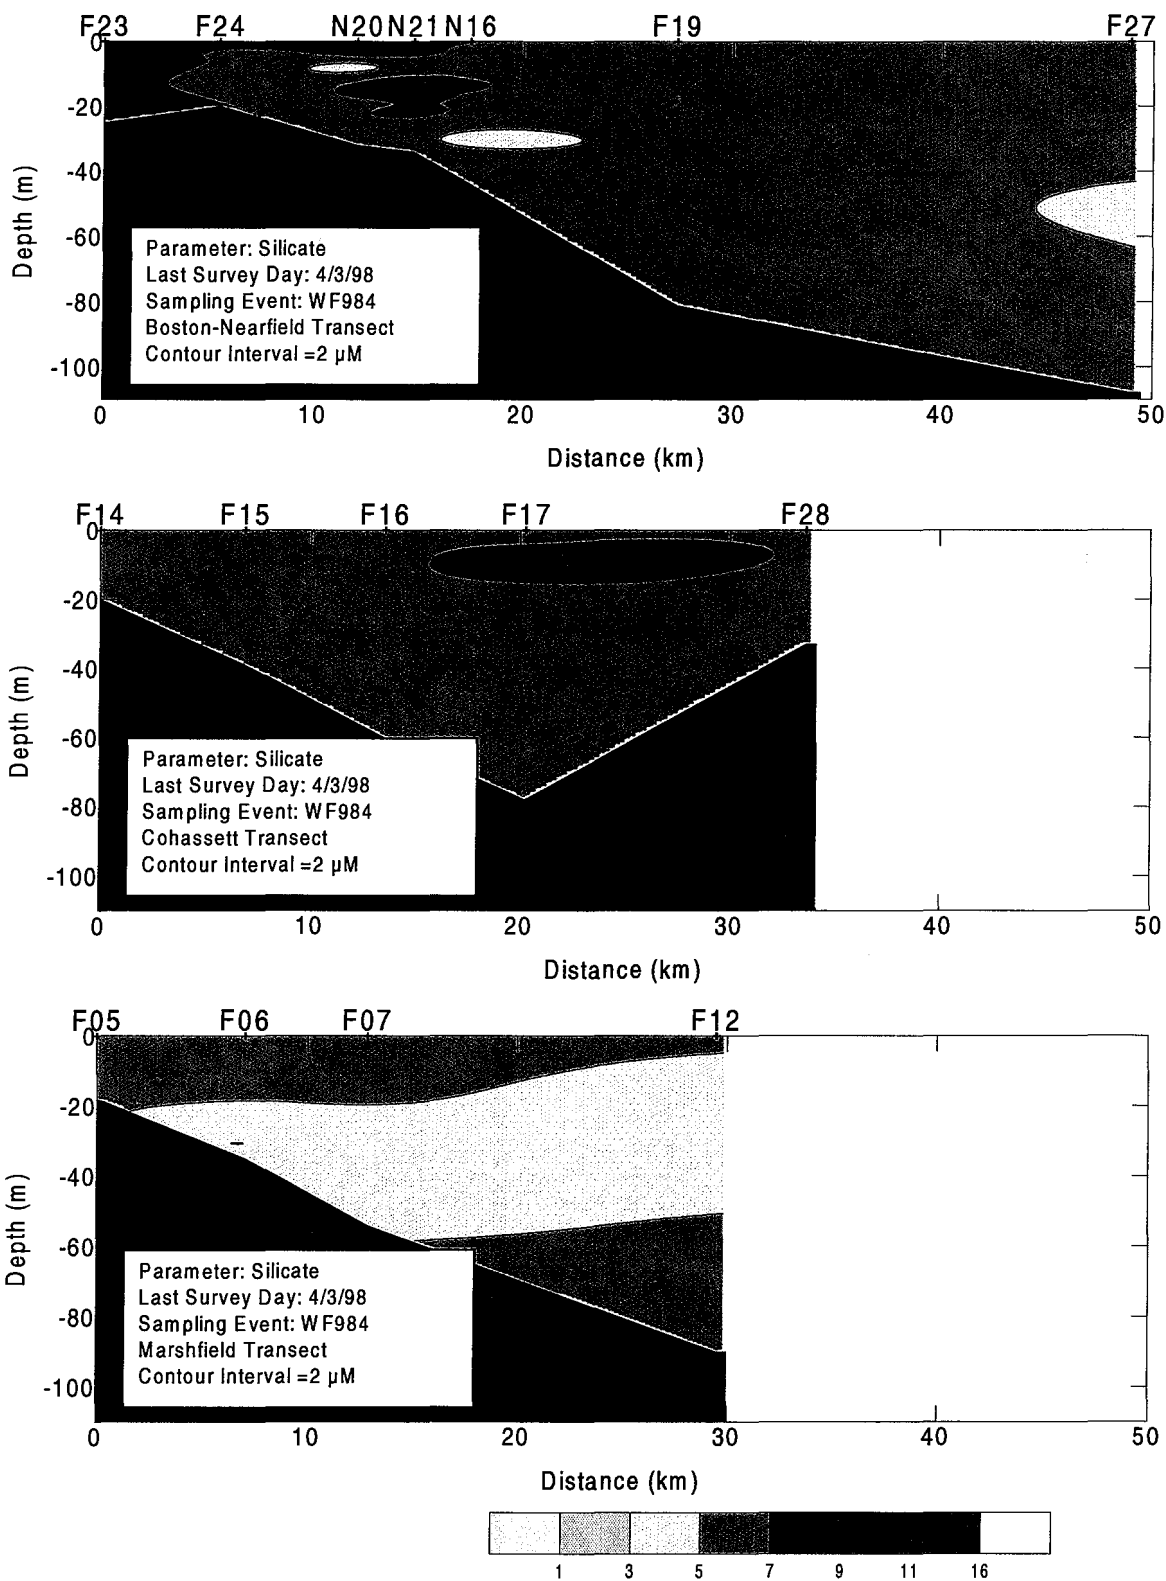 F23 F24 N20 N21 N16 F19 F27
0
-20
-40
-60
-80
-100
Depth (m)
Parameter: Silicate
Last Survey Day: 4/3/98
Sampling Event: WF984
Boston-Nearfield Transect
Contour Interval =2 µM
0 10 20 30 40 50
Distance (km)
F14 F15 F16 F17 F28
0
-20
-40
-60
-80
-100
Depth (m)
Parameter: Silicate
Last Survey Day: 4/3/98
Sampling Event: WF984
Cohassett Transect
Contour Interval =2 µM
0 10 20 30 40 50
Distance (km)
F05 F06 F07 F12
0
-20
-40
-60
-80
-100
Depth (m)
Parameter: Silicate
Last Survey Day: 4/3/98
Sampling Event: WF984
Marshfield Transect
Contour Interval =2 µM
0 10 20 30 40 50
Distance (km)
1 3 5 7 9 11 16